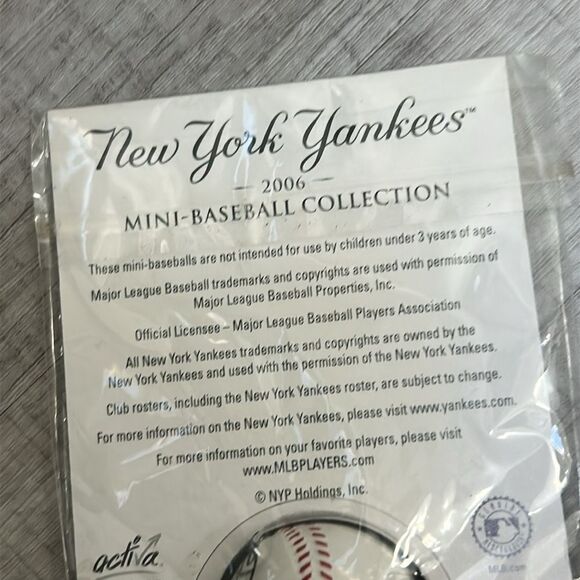 New York Yankees™
— 2006 —
MINI-BASEBALL COLLECTION
These mini-baseballs are not intended for use by children under 3 years of age.
Major League Baseball trademarks and copyrights are used with permission of
Major League Baseball Properties, Inc.
Official Licensee – Major League Baseball Players Association
All New York Yankees trademarks and copyrights are owned by the
New York Yankees and used with the permission of the New York Yankees.
Club rosters, including the New York Yankees roster, are subject to change.
For more information on the New York Yankees, please visit www.yankees.com.
For more information on your favorite players, please visit
www.MLBPLAYERS.com
© NYP Holdings, Inc.
activa
GENUINE
MERCHANDISE
MLB.com